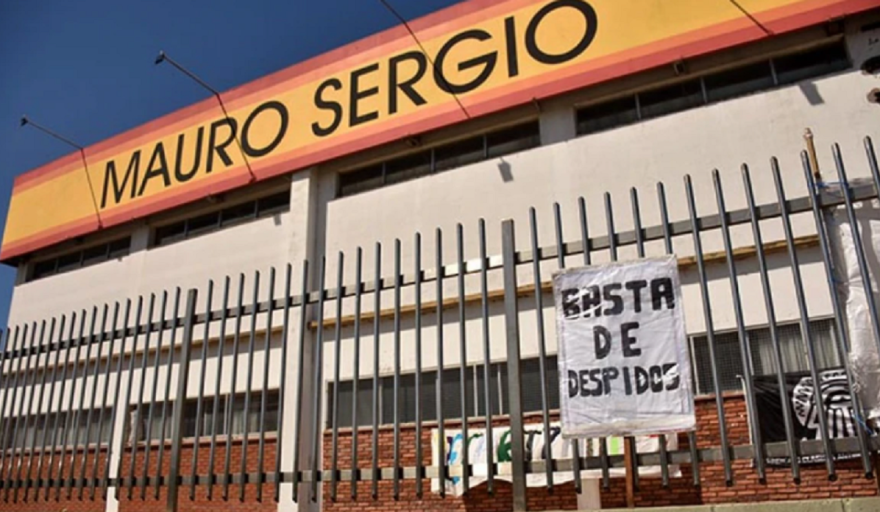 MAURO SERGIO
BASTA
DE
DESPIDOS